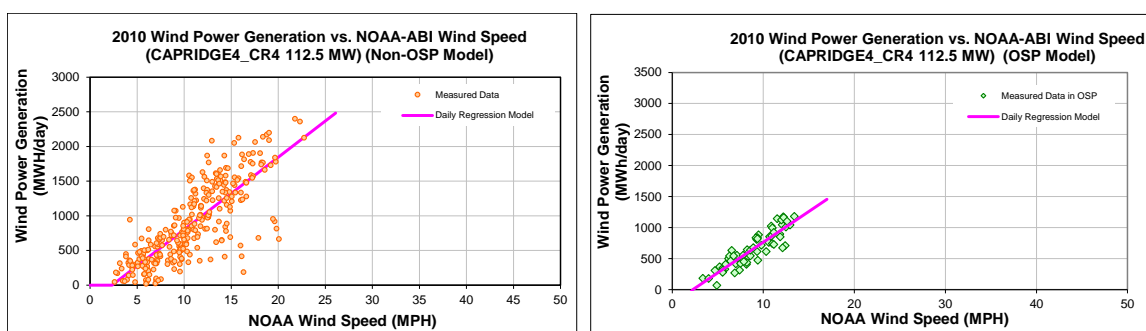 2010 Wind Power Generation vs. NOAA-ABI Wind Speed
(CAPRIDGE4_CR4 112.5 MW) (Non-OSP Model)
Wind Power Generation
(MWH/day)
3000
2500
2000
1500
1000
500
0
Measured Data
Daily Regression Model
0 5 10 15 20 25 30 35 40 45 50
NOAA Wind Speed (MPH)
2010 Wind Power Generation vs. NOAA-ABI Wind Speed
(CAPRIDGE4_CR4 112.5 MW) (OSP Model)
Wind Power Generation
(MWh/day)
3500
3000
2500
2000
1500
1000
500
0
Measured Data in OSP
Daily Regression Model
0 10 20 30 40 50
NOAA Wind Speed (MPH)